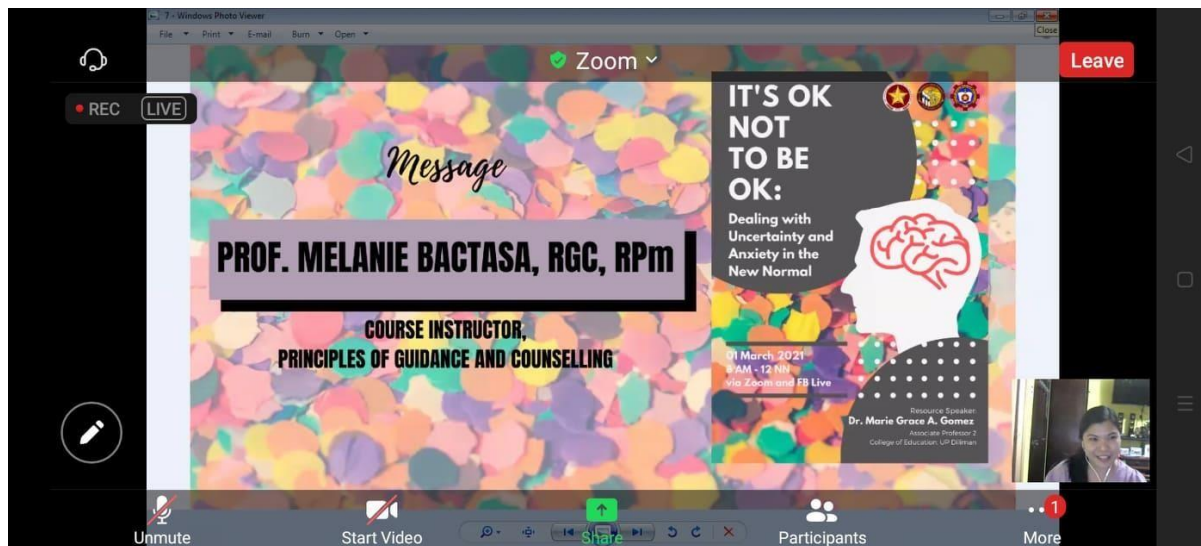 7 - Windows Photo Viewer
File Print E-mail Burn Open
Close
Zoom
Leave
REC LIVE
Message
PROF. MELANIE BACTASA, RGC, RPm
COURSE INSTRUCTOR,
PRINCIPLES OF GUIDANCE AND COUNSELLING
IT'S OK
NOT
TO BE
OK:
Dealing with
Uncertainty and
Anxiety in the
New Normal
01 March 2021
8 AM - 12 NN
via Zoom and FB Live
Resource Speaker:
Dr. Marie Grace A. Gomez
Associate Professor 2
College of Education, UP Diliman
1
Unmute
Start Video
Share
Participants
More